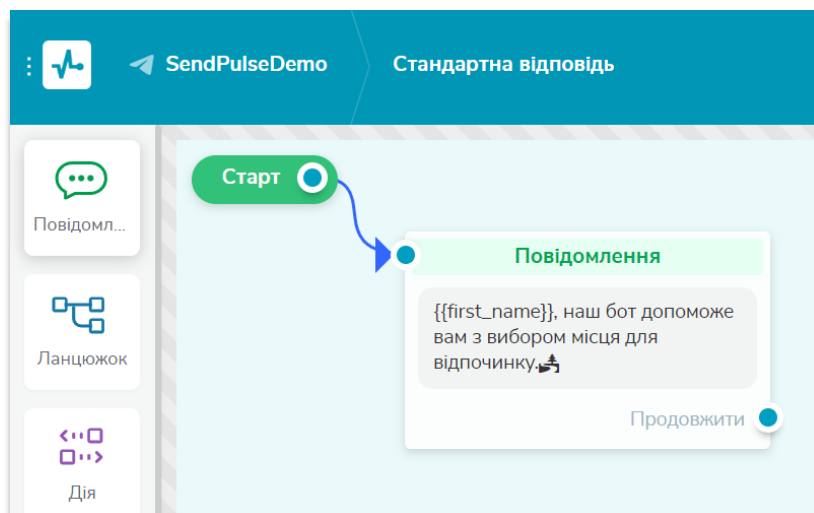 SendPulseDemo
Стандартна відповідь
Повідомл...
Ланцюжок
Дія
Старт
Повідомлення
{{first_name}}, наш бот допоможе
вам з вибором місця для
відпочинку.🏞
Продовжити